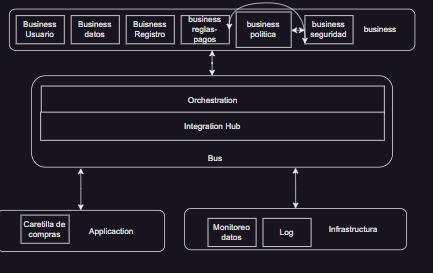 Business
Usuario
Business
datos
Buisness
Registro
business
reglas-
pagos
business
politica
business
seguridad
business
Orchestration
Integration Hub
Bus
Caretilla de
compras
Applicaction
Monitoreo
datos
Log
Infrastructura